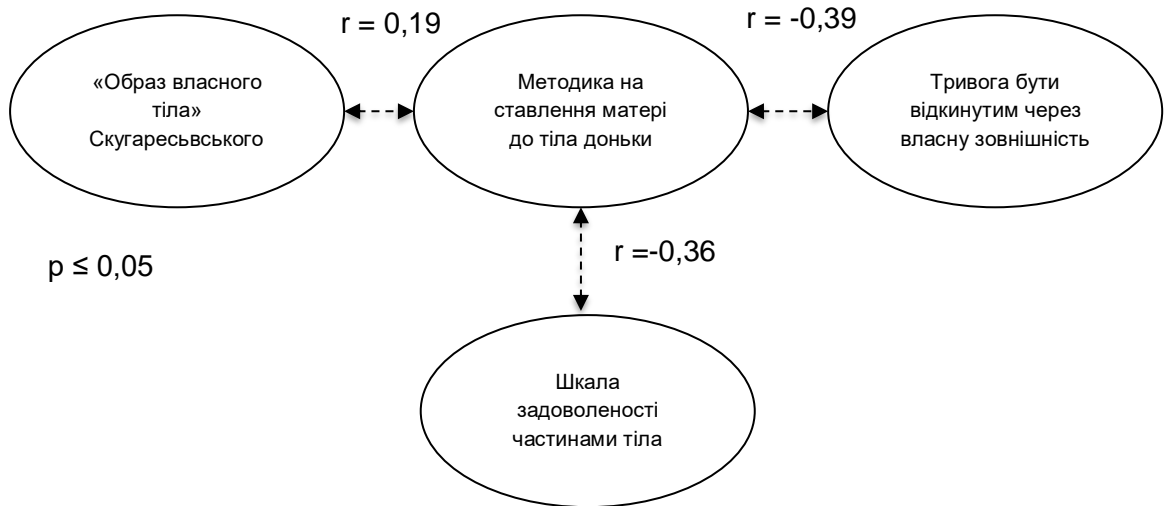 r = 0,19
r = -0,39
«Образ власного
тіла»
Скугаресьвського
Методика на
ставлення матері
до тіла доньки
Тривога бути
відкинутим через
власну зовнішність
p ≤ 0,05
r =-0,36
Шкала
задоволеності
частинами тіла